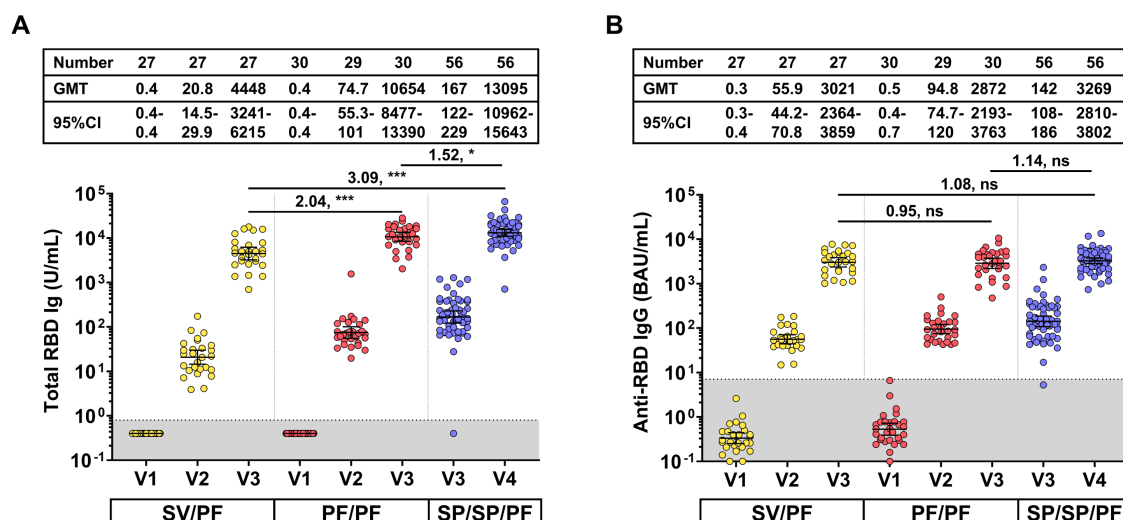 A
Number 27 27 27 30 29 30 56 56
GMT 0.4 20.8 4448 0.4 74.7 10654 167 13095
95%CI 0.4- 14.5- 3241- 0.4- 55.3- 8477- 122- 10962-
0.4 29.9 6215 0.4 101 13390 229 15643
1.52, *
3.09, ***
2.04, ***
Total RBD Ig (U/mL)
10⁵
10⁴
10³
10²
10¹
10⁰
10⁻¹
V1 V2 V3 V1 V2 V3 V3 V4
SV/PF PF/PF SP/SP/PF
B
Number 27 27 27 30 29 30 56 56
GMT 0.3 55.9 3021 0.5 94.8 2872 142 3269
95%CI 0.3- 44.2- 2364- 0.4- 74.7- 2193- 108- 2810-
0.4 70.8 3859 0.7 120 3763 186 3802
1.14, ns
1.08, ns
0.95, ns
Anti-RBD IgG (BAU/mL)
10⁵
10⁴
10³
10²
10¹
10⁰
10⁻¹
V1 V2 V3 V1 V2 V3 V3 V4
SV/PF PF/PF SP/SP/PF